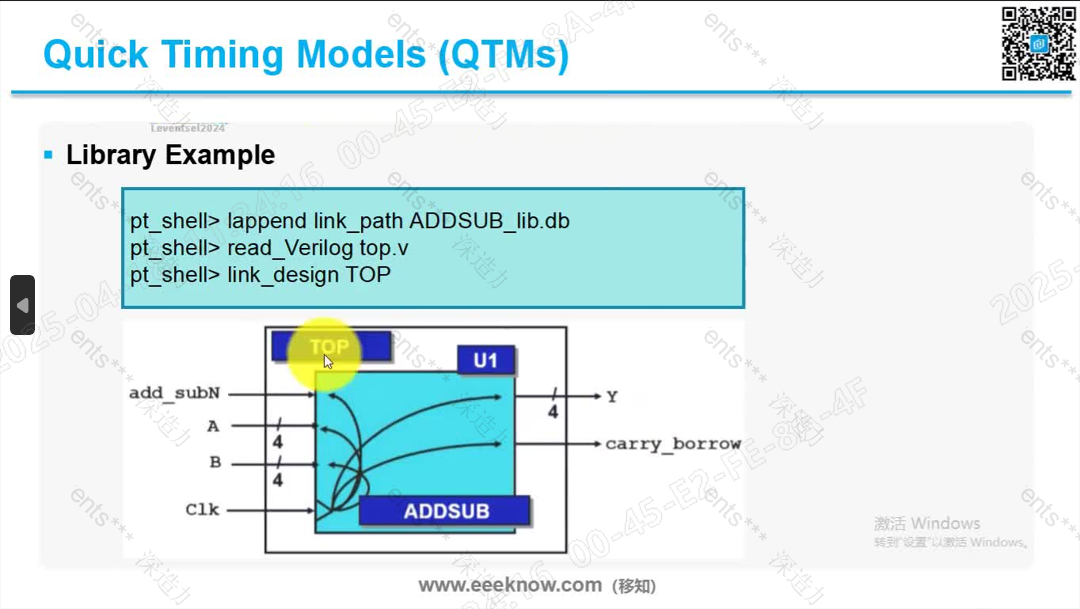 Quick Timing Models (QTMs)
Leventsel2024
Library Example
pt_shell> lappend link_path ADDSUB_lib.db
pt_shell> read_Verilog top.v
pt_shell> link_design TOP
TOP
U1
add_subN
Y
4
A
4
carry_borrow
B
4
Clk
ADDSUB
激活 Windows
转到"设置"以激活 Windows。
www.eeeknow.com (移知)
ents***
深造力
00-45-E2-FE-8A-4F